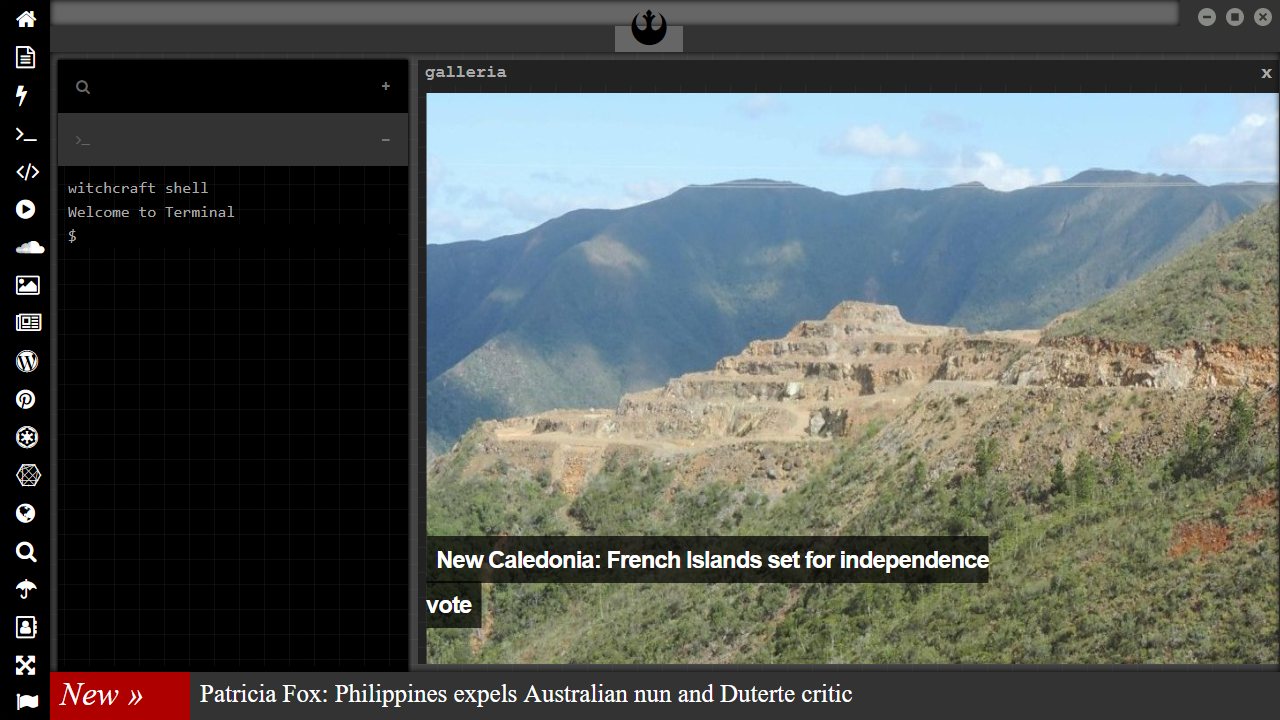 galleria
x
+
>_
−
witchcraft shell
Welcome to Terminal
$
New Caledonia: French Islands set for independence
vote
New » Patricia Fox: Philippines expels Australian nun and Duterte critic